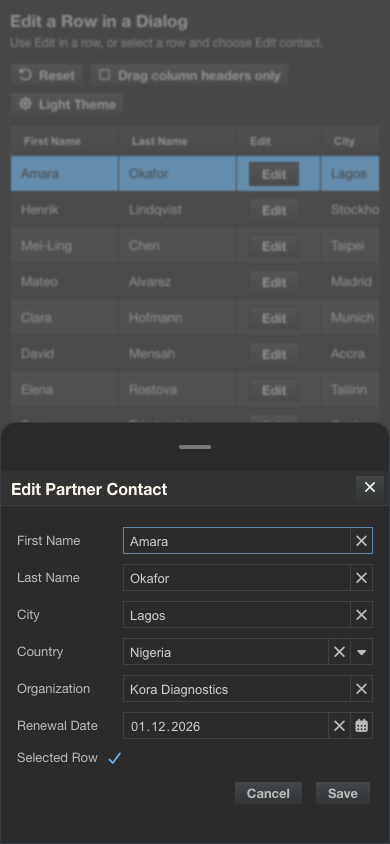 Edit a Row in a Dialog
Use Edit in a row, or select a row and choose Edit contact.
Reset Drag column headers only
Light Theme
First Name Last Name Edit City
Amara Okafor Edit Lagos
Henrik Lindqvist Edit Stockho
Mei-Ling Chen Edit Taipei
Mateo Alvarez Edit Madrid
Clara Hofmann Edit Munich
David Mensah Edit Accra
Elena Rostova Edit Tallinn
Edit Partner Contact
First Name Amara
Last Name Okafor
City Lagos
Country Nigeria
Organization Kora Diagnostics
Renewal Date 01.12.2026
Selected Row
Cancel Save